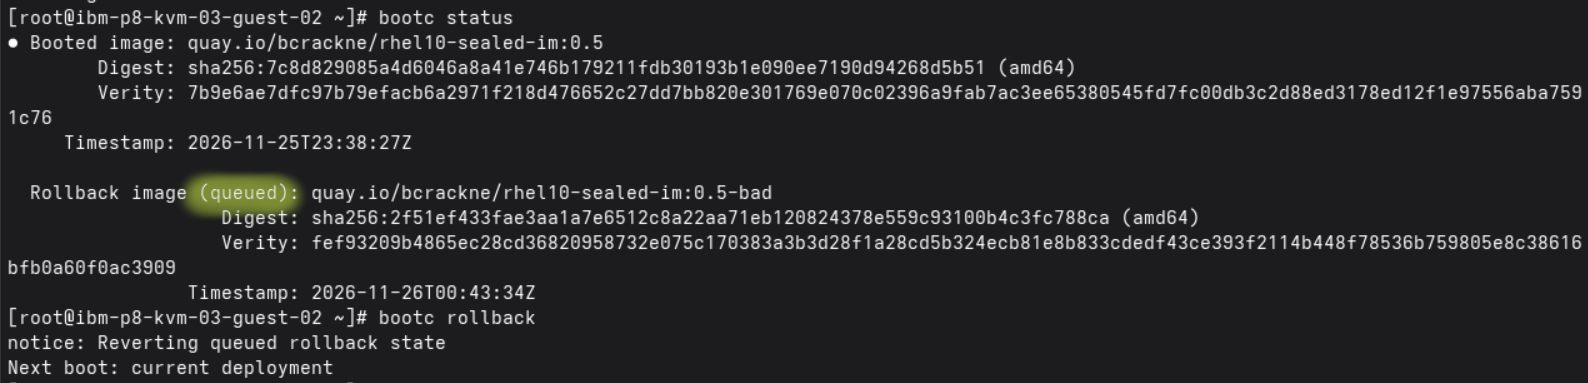 [root@ibm-p8-kvm-03-guest-02 ~]# bootc status
● Booted image: quay.io/bcrackne/rhel10-sealed-im:0.5
Digest: sha256:7c8d829085a4d6046a8a41e746b179211fdb30193b1e090ee7190d94268d5b51 (amd64)
Verity: 7b9e6ae7dfc97b79efacb6a2971f218d476652c27dd7bb820e301769e070c02396a9fab7ac3ee65380545fd7fc00db3c2d88ed3178ed12f1e97556aba759
1c76
Timestamp: 2026-11-25T23:38:27Z
Rollback image (queued): quay.io/bcrackne/rhel10-sealed-im:0.5-bad
Digest: sha256:2f51ef433fae3aa1a7e6512c8a22aa71eb120824378e559c93100b4c3fc788ca (amd64)
Verity: fef93209b4865ec28cd36820958732e075c170383a3b3d28f1a28cd5b324ecb81e8b833cdedf43ce393f2114b448f78536b759805e8c38616
bfb0a60f0ac3909
Timestamp: 2026-11-26T00:43:34Z
[root@ibm-p8-kvm-03-guest-02 ~]# bootc rollback
notice: Reverting queued rollback state
Next boot: current deployment